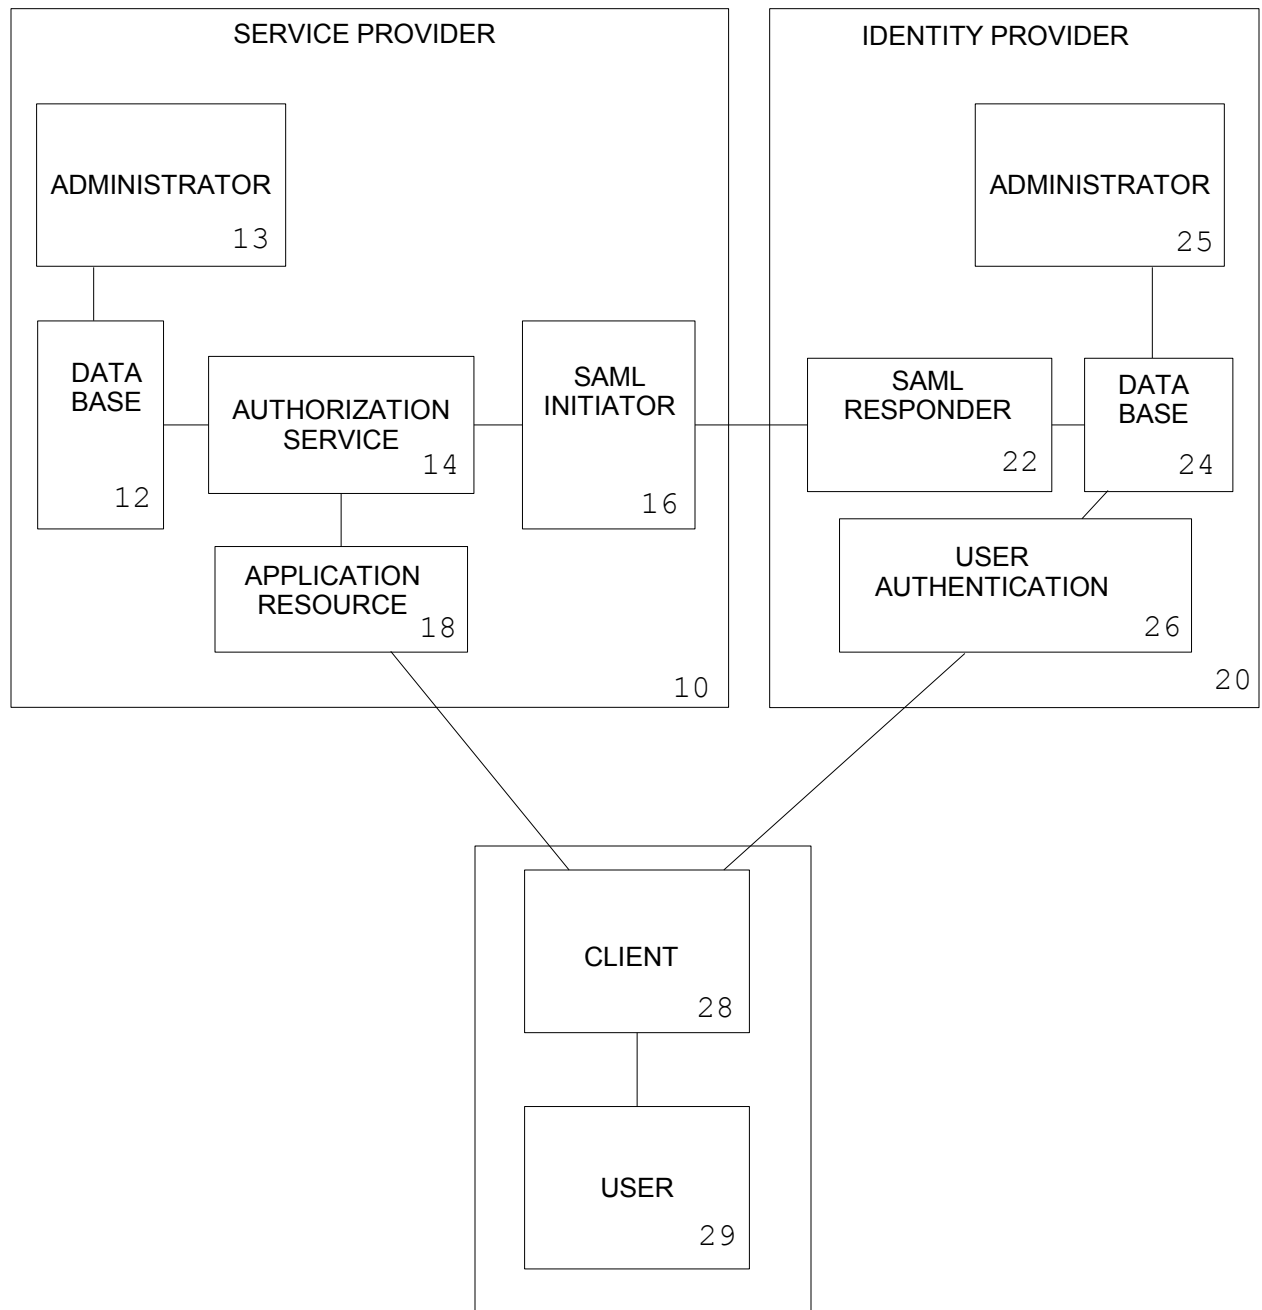 SERVICE PROVIDER
ADMINISTRATOR
13
DATA
BASE
12
AUTHORIZATION
SERVICE
14
SAML
INITIATOR
16
APPLICATION
RESOURCE
18
10
IDENTITY PROVIDER
ADMINISTRATOR
25
SAML
RESPONDER
22
DATA
BASE
24
USER
AUTHENTICATION
26
20
CLIENT
28
USER
29